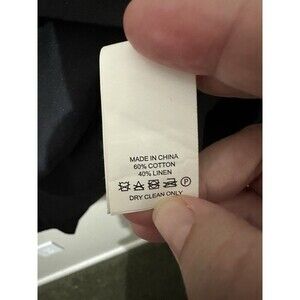 MADE IN CHINA
60% COTTON
40% LINEN
P
DRY CLEAN ONLY